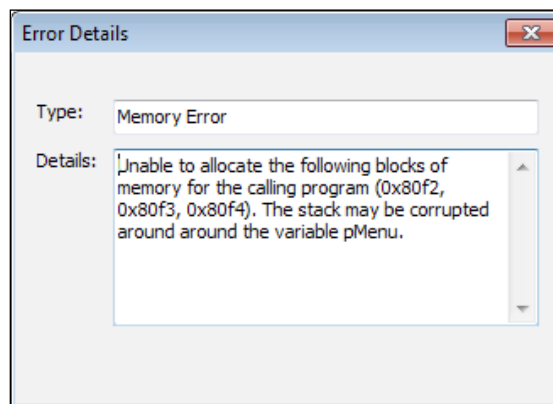 Error Details
Type:
Memory Error
Details:
Unable to allocate the following blocks of
memory for the calling program (0x80f2,
0x80f3, 0x80f4). The stack may be corrupted
around around the variable pMenu.